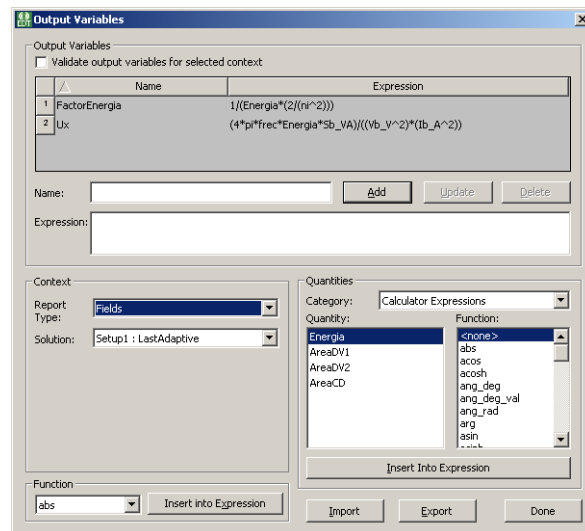 Output Variables
Output Variables
Validate output variables for selected context
Name Expression
1 FactorEnergia 1/(Energia*(2/(ni^2)))
2 Ux (4*pi*frec*Energia*Sb_VA)/((Vb_V^2)*(Ib_A^2))
Name: Add Update Delete
Expression:
Context
Report Type: Fields
Solution: Setup1 : LastAdaptive
Quantities
Category: Calculator Expressions
Quantity: Function:
Energia <none>
AreaDV1 abs
AreaDV2 acos
AreaCD acosh
ang_deg
ang_deg_val
ang_rad
arg
asin
Insert Into Expression
Function
abs Insert into Expression
Import Export Done